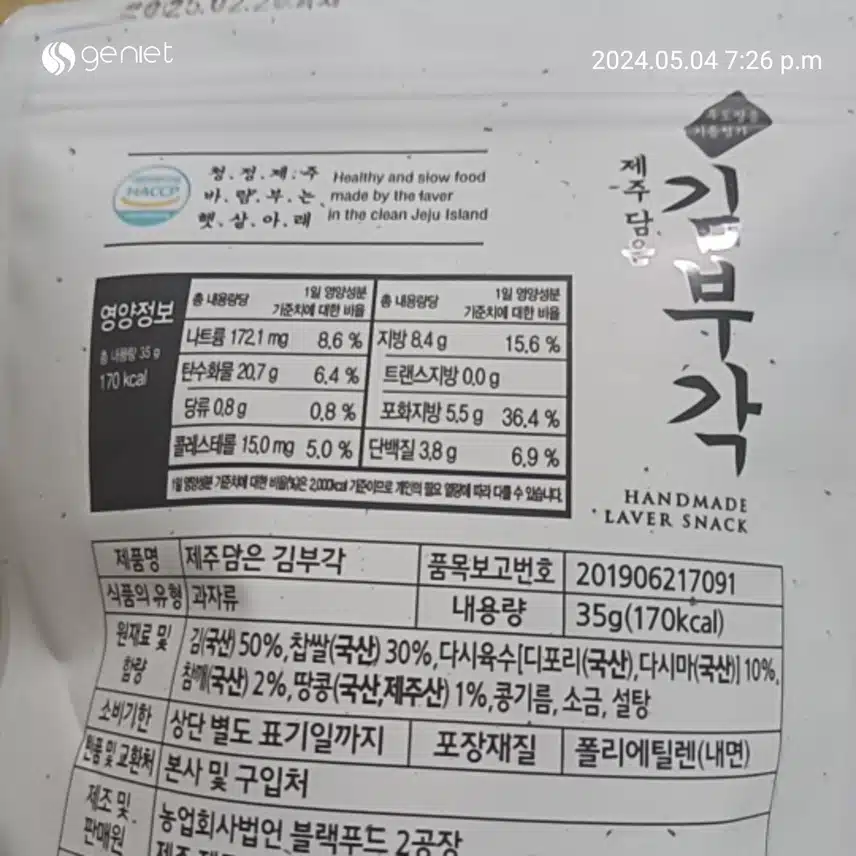 geniet
2024.05.04 7:26 p.m
HACCP
청.정.제.주
바.람.부.는.
햇.살.아.래
Healthy and slow food
made by the laver
in the clean Jeju Island
제주담은
김부각
HANDMADE
LAVER SNACK
영양정보
총 내용량 35 g
170 kcal
총 내용량당 1일 영양성분 기준치에 대한 비율
총 내용량당 1일 영양성분 기준치에 대한 비율
나트륨 172.1 mg 8.6 % 지방 8.4 g 15.6 %
탄수화물 20.7 g 6.4 % 트랜스지방 0.0 g
당류 0.8 g 0.8 % 포화지방 5.5 g 36.4 %
콜레스테롤 15.0 mg 5.0 % 단백질 3.8 g 6.9 %
1일 영양성분 기준치에 대한 비율(%)은 2,000kcal 기준이므로 개인의 필요 열량에 따라 다를 수 있습니다.
제품명 제주담은 김부각 품목보고번호 201906217091
식품의 유형 과자류 내용량 35g(170kcal)
원재료 및 함량 김(국산) 50%, 찹쌀(국산) 30%, 다시육수[디포리(국산),다시마(국산)] 10%,
참깨(국산) 2%, 땅콩(국산,제주산) 1%, 콩기름, 소금, 설탕
소비기한 상단 별도 표기일까지 포장재질 폴리에틸렌(내면)
반품 및 교환처 본사 및 구입처
제조 및 판매원 농업회사법인 블랙푸드 2공장